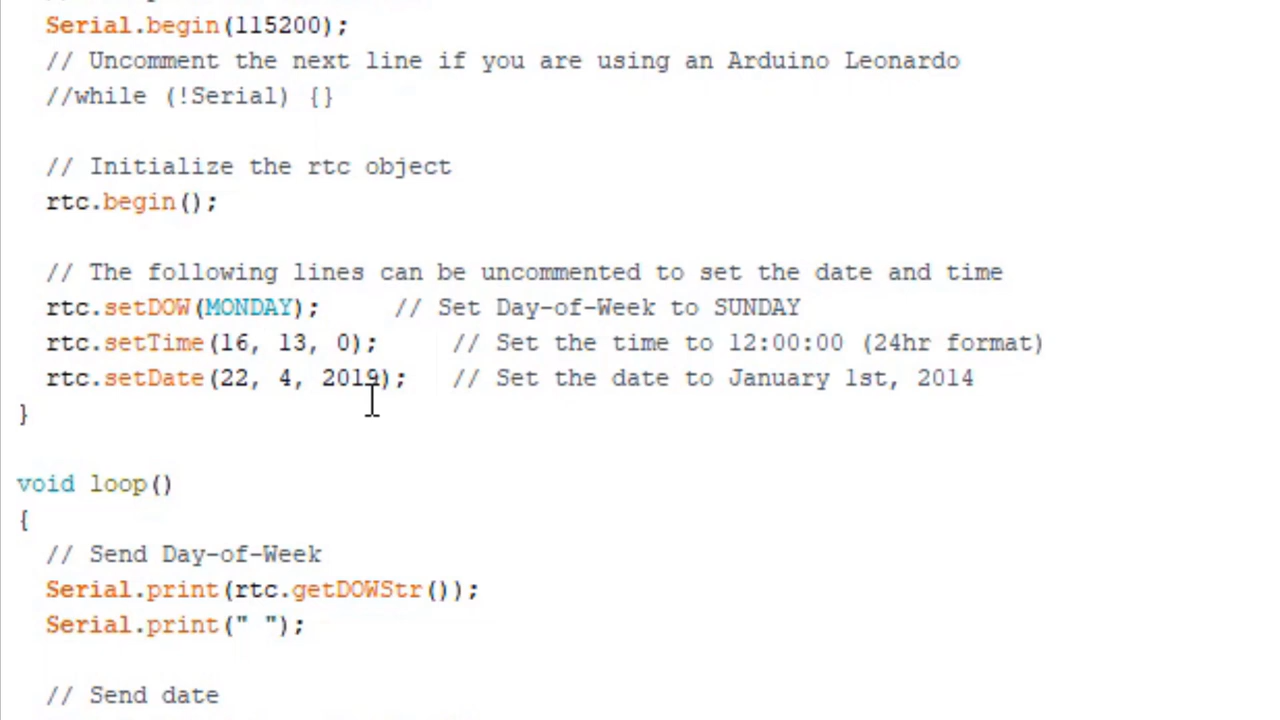 Serial.begin(115200);
// Uncomment the next line if you are using an Arduino Leonardo
//while (!Serial) {}
// Initialize the rtc object
rtc.begin();
// The following lines can be uncommented to set the date and time
rtc.setDOW(MONDAY);     // Set Day-of-Week to SUNDAY
rtc.setTime(16, 13, 0);     // Set the time to 12:00:00 (24hr format)
rtc.setDate(22, 4, 2019);   // Set the date to January 1st, 2014
}
void loop()
{
// Send Day-of-Week
Serial.print(rtc.getDOWStr());
Serial.print(" ");
// Send date